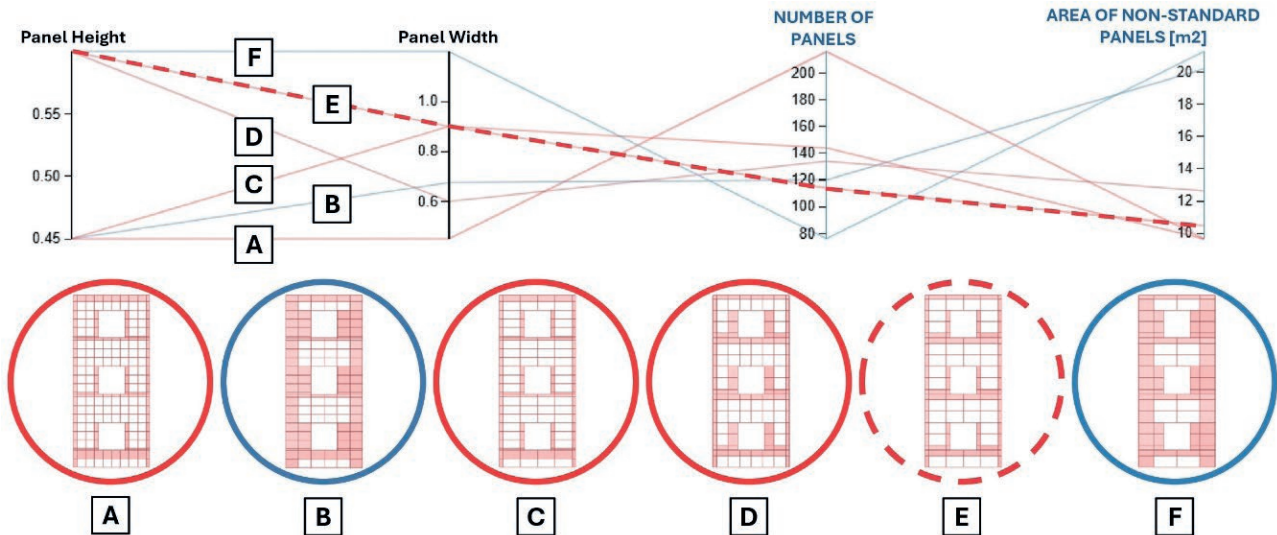 Panel Height
Panel Width
NUMBER OF
PANELS
AREA OF NON-STANDARD
PANELS [m2]
F
E
D
C
B
A
0.55
0.50
0.45
1.0
0.8
0.6
200
180
160
140
120
100
80
20
18
16
14
12
10
A
B
C
D
E
F